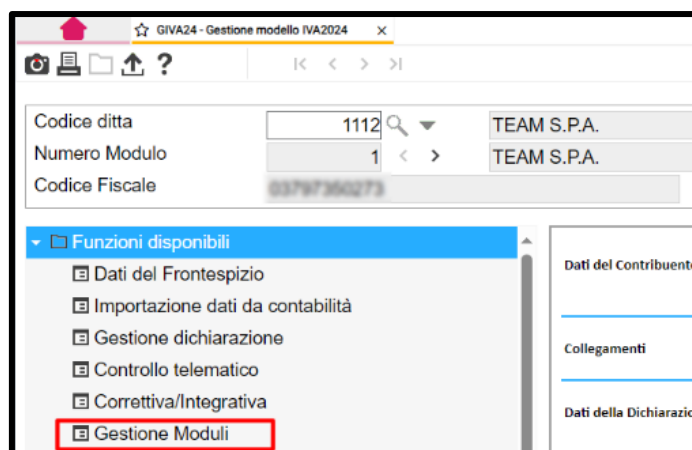 GIVA24 - Gestione modello IVA2024
Codice ditta 1112 TEAM S.P.A.
Numero Modulo 1 TEAM S.P.A.
Codice Fiscale
Funzioni disponibili
Dati del Frontespizio
Importazione dati da contabilità
Gestione dichiarazione
Controllo telematico
Correttiva/Integrativa
Gestione Moduli
Dati del Contribuent
Collegamenti
Dati della Dichiarazio